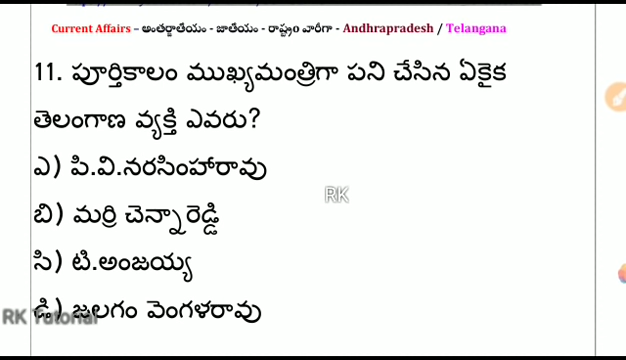 Current Affairs – అంతర్జాతీయం - జాతీయం - రాష్ట్రం వారీగా - Andhrapradesh / Telangana
11. పూర్తికాలం ముఖ్యమంత్రిగా పని చేసిన ఏకైక
తెలంగాణ వ్యక్తి ఎవరు?
ఎ) పి.వి.నరసింహారావు
RK
బి) మర్రి చెన్నారెడ్డి
సి) టి.అంజయ్య
డి) జలగం వెంగళరావు
RK Tutorial